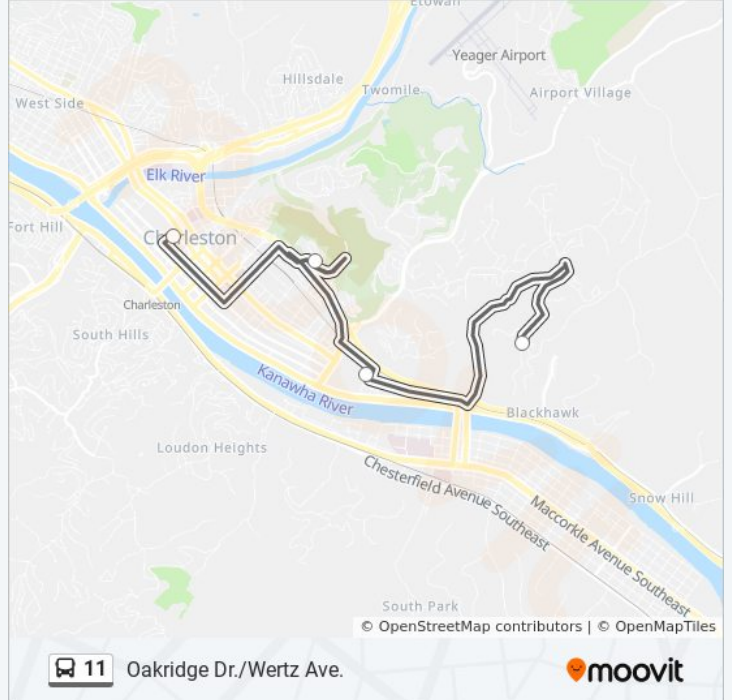 Etowah
Yeager Airport
Hillsdale
Twomile
Airport Village
West Side
Elk River
Fort Hill
Charleston
Charleston
South Hills
Kanawha River
Blackhawk
Loudon Heights
Chesterfield Avenue Southeast
Snow Hill
Maccorkle Avenue Southeast
South Park
© OpenStreetMap contributors | © OpenMapTiles
11 Oakridge Dr./Wertz Ave.
moovit